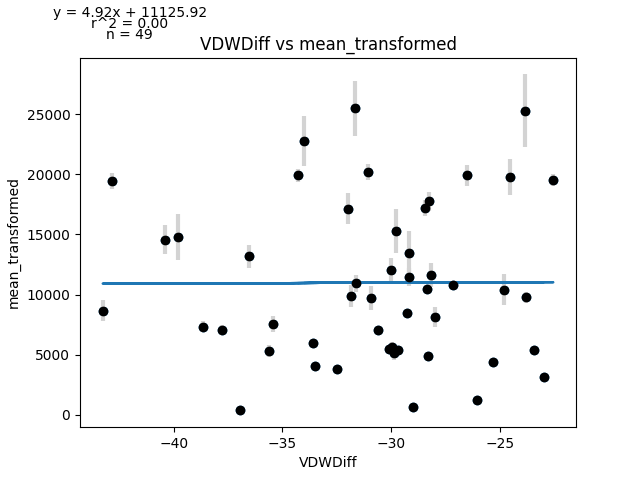 y = 4.92x + 11125.92
r^2 = 0.00
n = 49
VDWDiff vs mean_transformed
mean_transformed
25000
20000
15000
10000
5000
0
−40
−35
−30
−25
VDWDiff